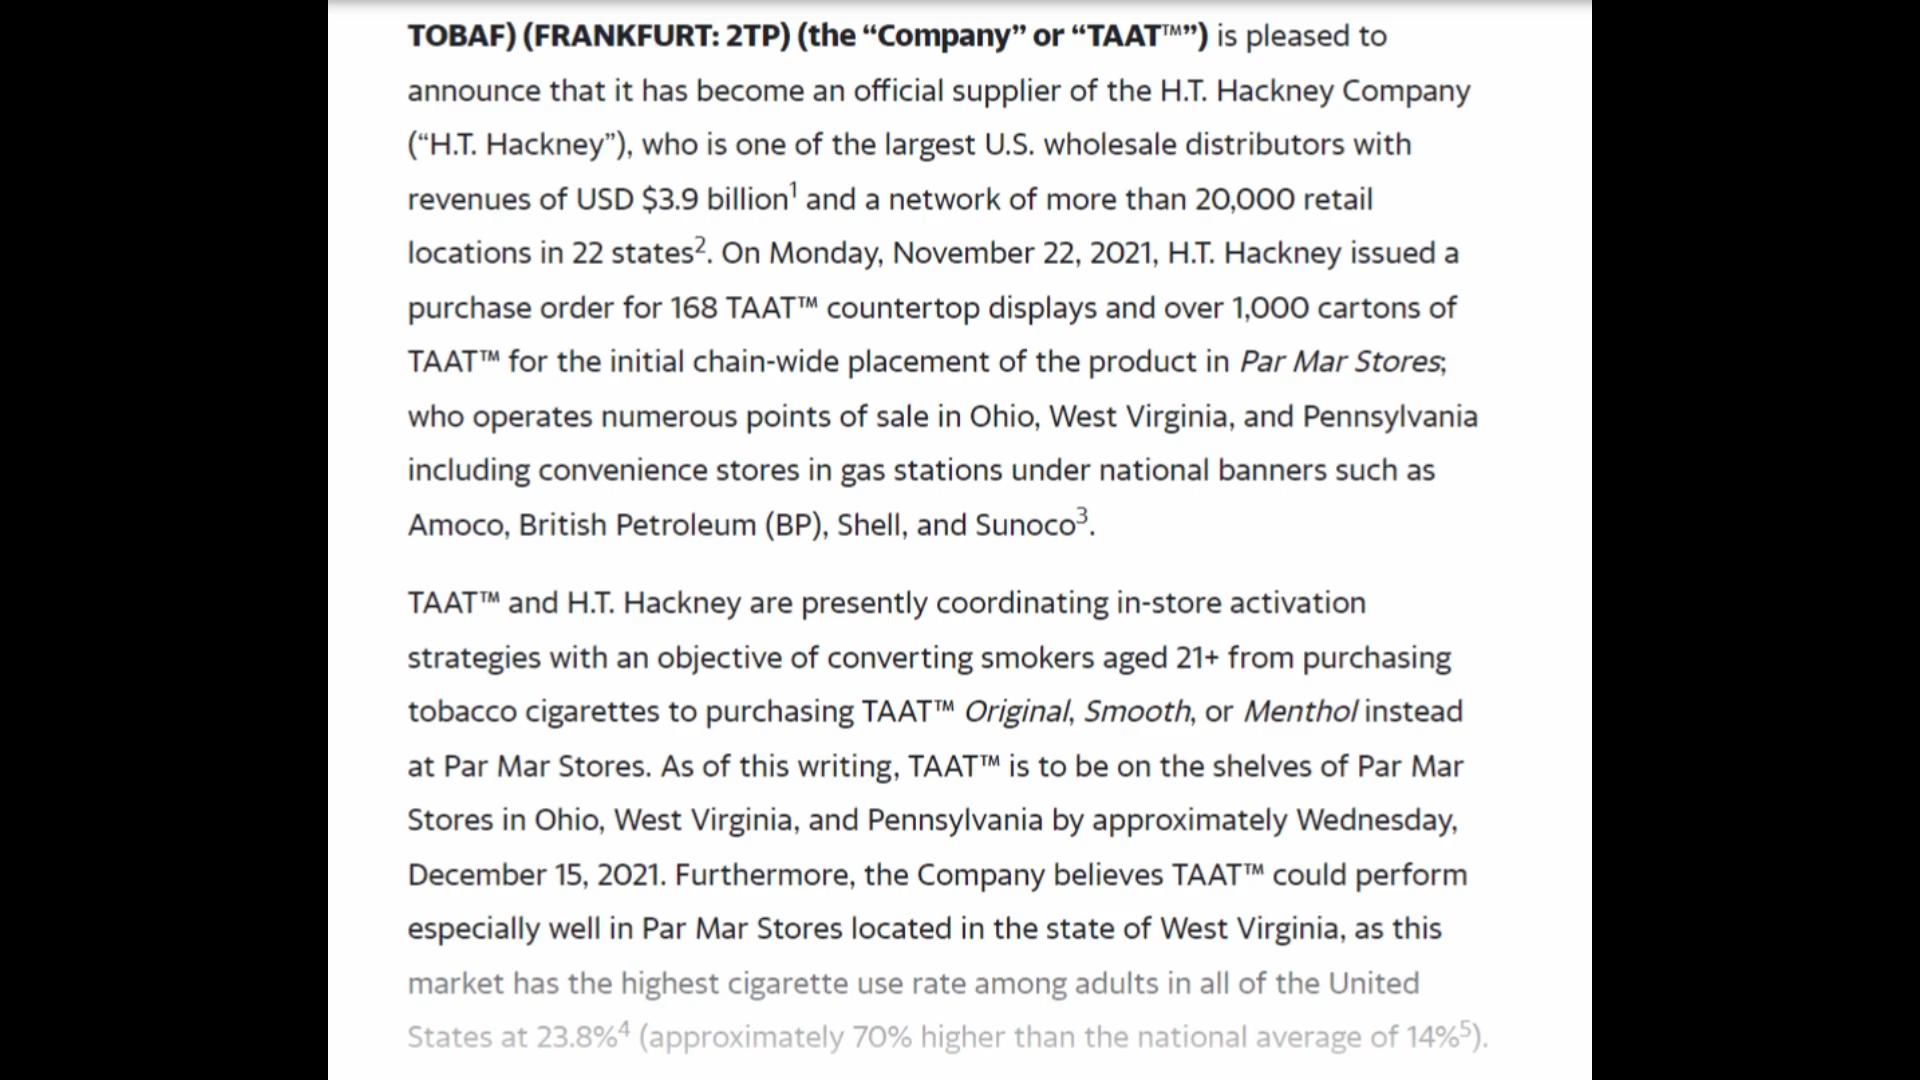 TOBAF) (FRANKFURT: 2TP) (the “Company” or “TAAT™”) is pleased to
announce that it has become an official supplier of the H.T. Hackney Company
(“H.T. Hackney”), who is one of the largest U.S. wholesale distributors with
revenues of USD $3.9 billion¹ and a network of more than 20,000 retail
locations in 22 states². On Monday, November 22, 2021, H.T. Hackney issued a
purchase order for 168 TAAT™ countertop displays and over 1,000 cartons of
TAAT™ for the initial chain-wide placement of the product in Par Mar Stores;
who operates numerous points of sale in Ohio, West Virginia, and Pennsylvania
including convenience stores in gas stations under national banners such as
Amoco, British Petroleum (BP), Shell, and Sunoco³.
TAAT™ and H.T. Hackney are presently coordinating in-store activation
strategies with an objective of converting smokers aged 21+ from purchasing
tobacco cigarettes to purchasing TAAT™ Original, Smooth, or Menthol instead
at Par Mar Stores. As of this writing, TAAT™ is to be on the shelves of Par Mar
Stores in Ohio, West Virginia, and Pennsylvania by approximately Wednesday,
December 15, 2021. Furthermore, the Company believes TAAT™ could perform
especially well in Par Mar Stores located in the state of West Virginia, as this
market has the highest cigarette use rate among adults in all of the United
States at 23.8%⁴ (approximately 70% higher than the national average of 14%⁵).